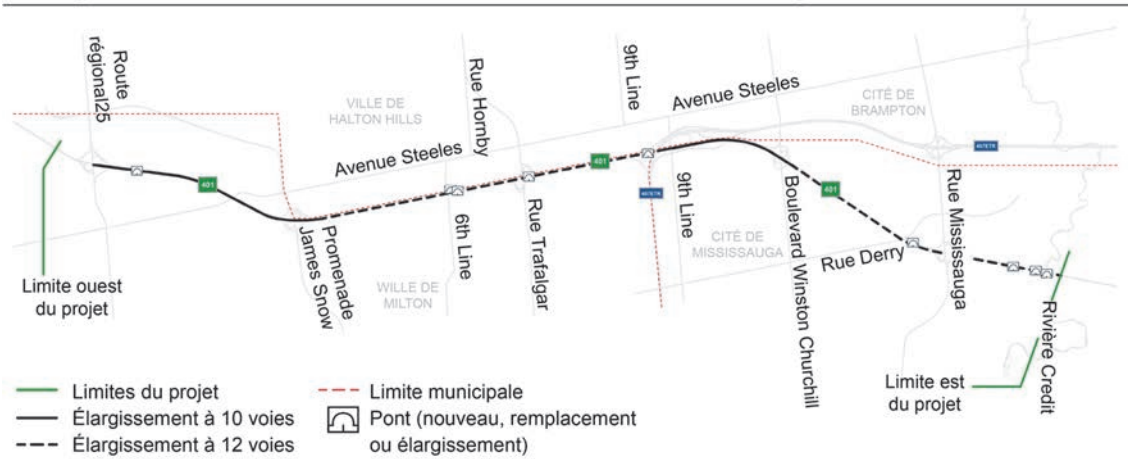 Route
régional25
VILLE DE
HALTON HILLS
Rue Hornby
9th Line
Avenue Steeles
CITÉ DE
BRAMPTON
Avenue Steeles
401
401
401
407ETR
407ETR
Limite ouest
du projet
Promenade
James Snow
WILLE DE
MILTON
6th Line
Rue Trafalgar
9th Line
CITÉ DE
MISSISSAUGA
Boulevard Winston Churchill
Rue Derry
Rue Mississauga
Rivière Credit
Limite est
du projet
Limites du projet
Élargissement à 10 voies
Élargissement à 12 voies
Limite municipale
Pont (nouveau, remplacement
ou élargissement)